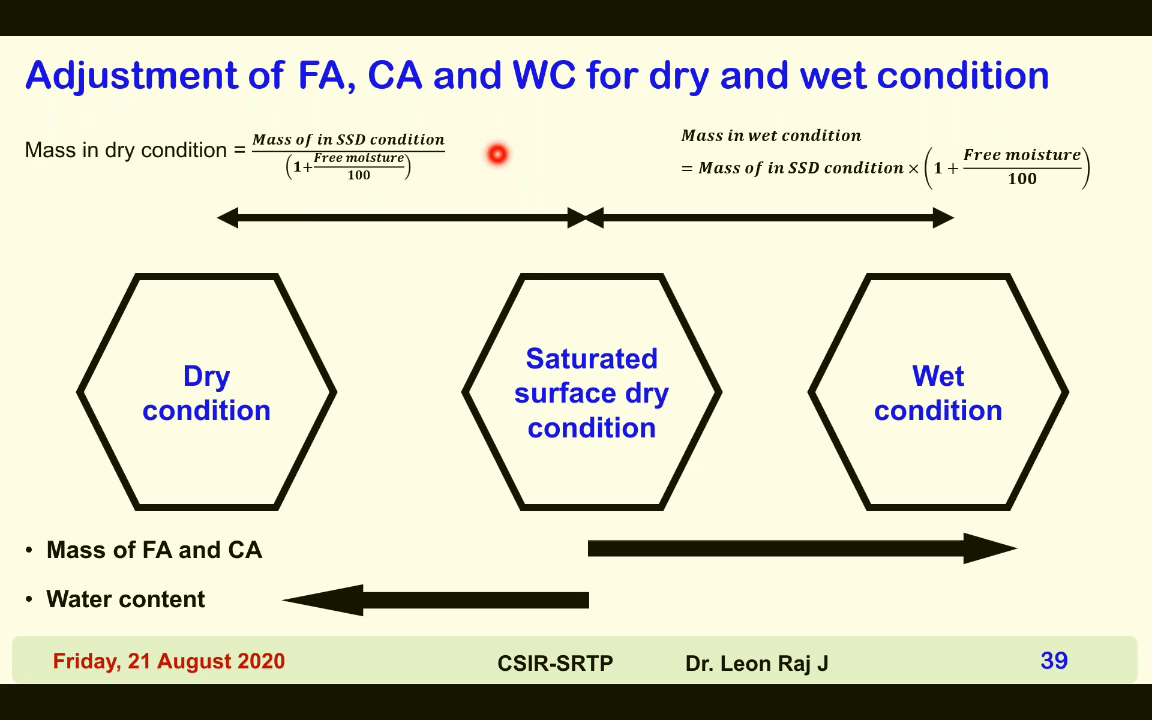 Adjustment of FA, CA and WC for dry and wet condition
Mass in dry condition = Mass of in SSD condition / (1+ Free moisture / 100)
Mass in wet condition
= Mass of in SSD condition × (1 + Free moisture / 100)
Dry
condition
Saturated
surface dry
condition
Wet
condition
• Mass of FA and CA
• Water content
Friday, 21 August 2020
CSIR-SRTP
Dr. Leon Raj J
39